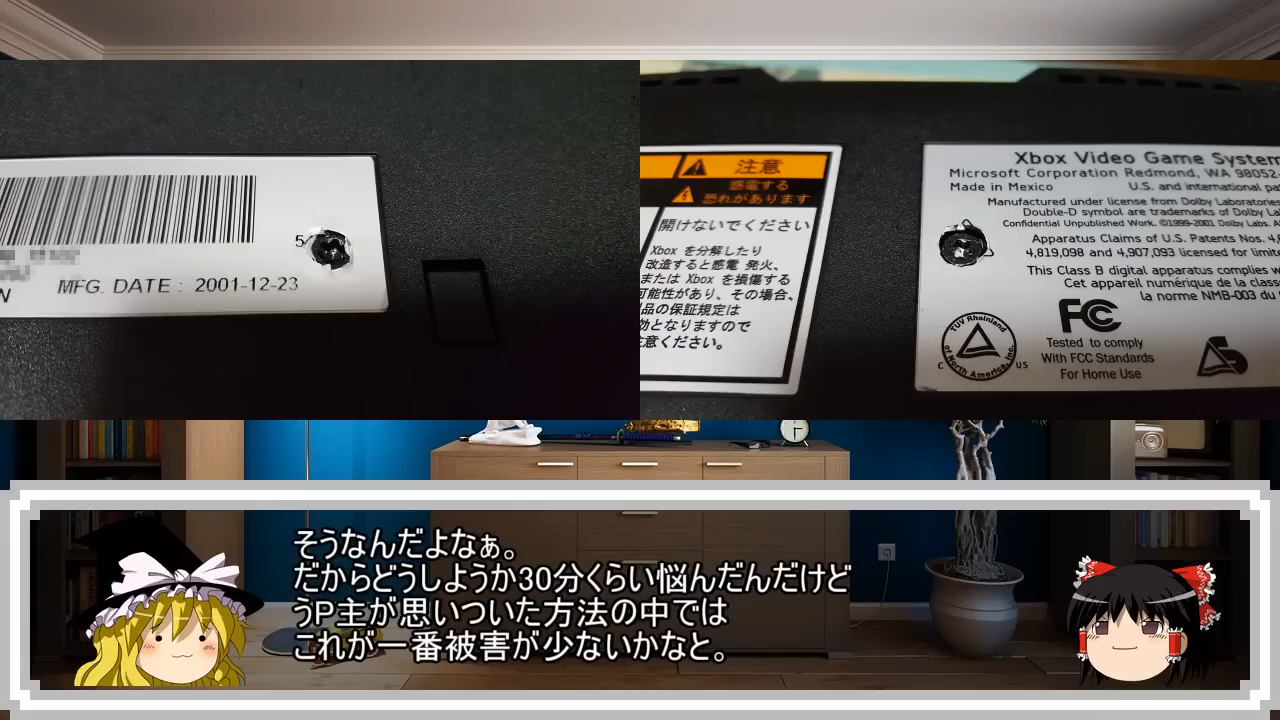 5
MFG. DATE : 2001-12-23
N
注意
感電する
恐れがあります
開けないでください
Xbox を分解したり
改造すると感電 発火、
または Xbox を損傷する
可能性があり、その場合、
品の保証規定は
効となりますので
注意ください。
Xbox Video Game System
Microsoft Corporation Redmond, WA 98052-
Made in Mexico
U.S. and international pa
Manufactured under license from Dolby Laboratories
Double-D symbol are trademarks of Dolby La
Confidential Unpublished Work. ©1999-2001 Dolby Labs. A
Apparatus Claims of U.S. Patents Nos. 4,
4,819,098 and 4,907,093 licensed for limite
This Class B digital apparatus complies w
Cet appareil numérique de la classe
la norme NMB-003 du
FC
TUV Rheinland
of North America, Inc.
C US
Tested to comply
With FCC Standards
For Home Use
そうなんだよなぁ。
だからどうしようか30分くらい悩んだんだけど
うP主が思いついた方法の中では
これが一番被害が少ないかなと。